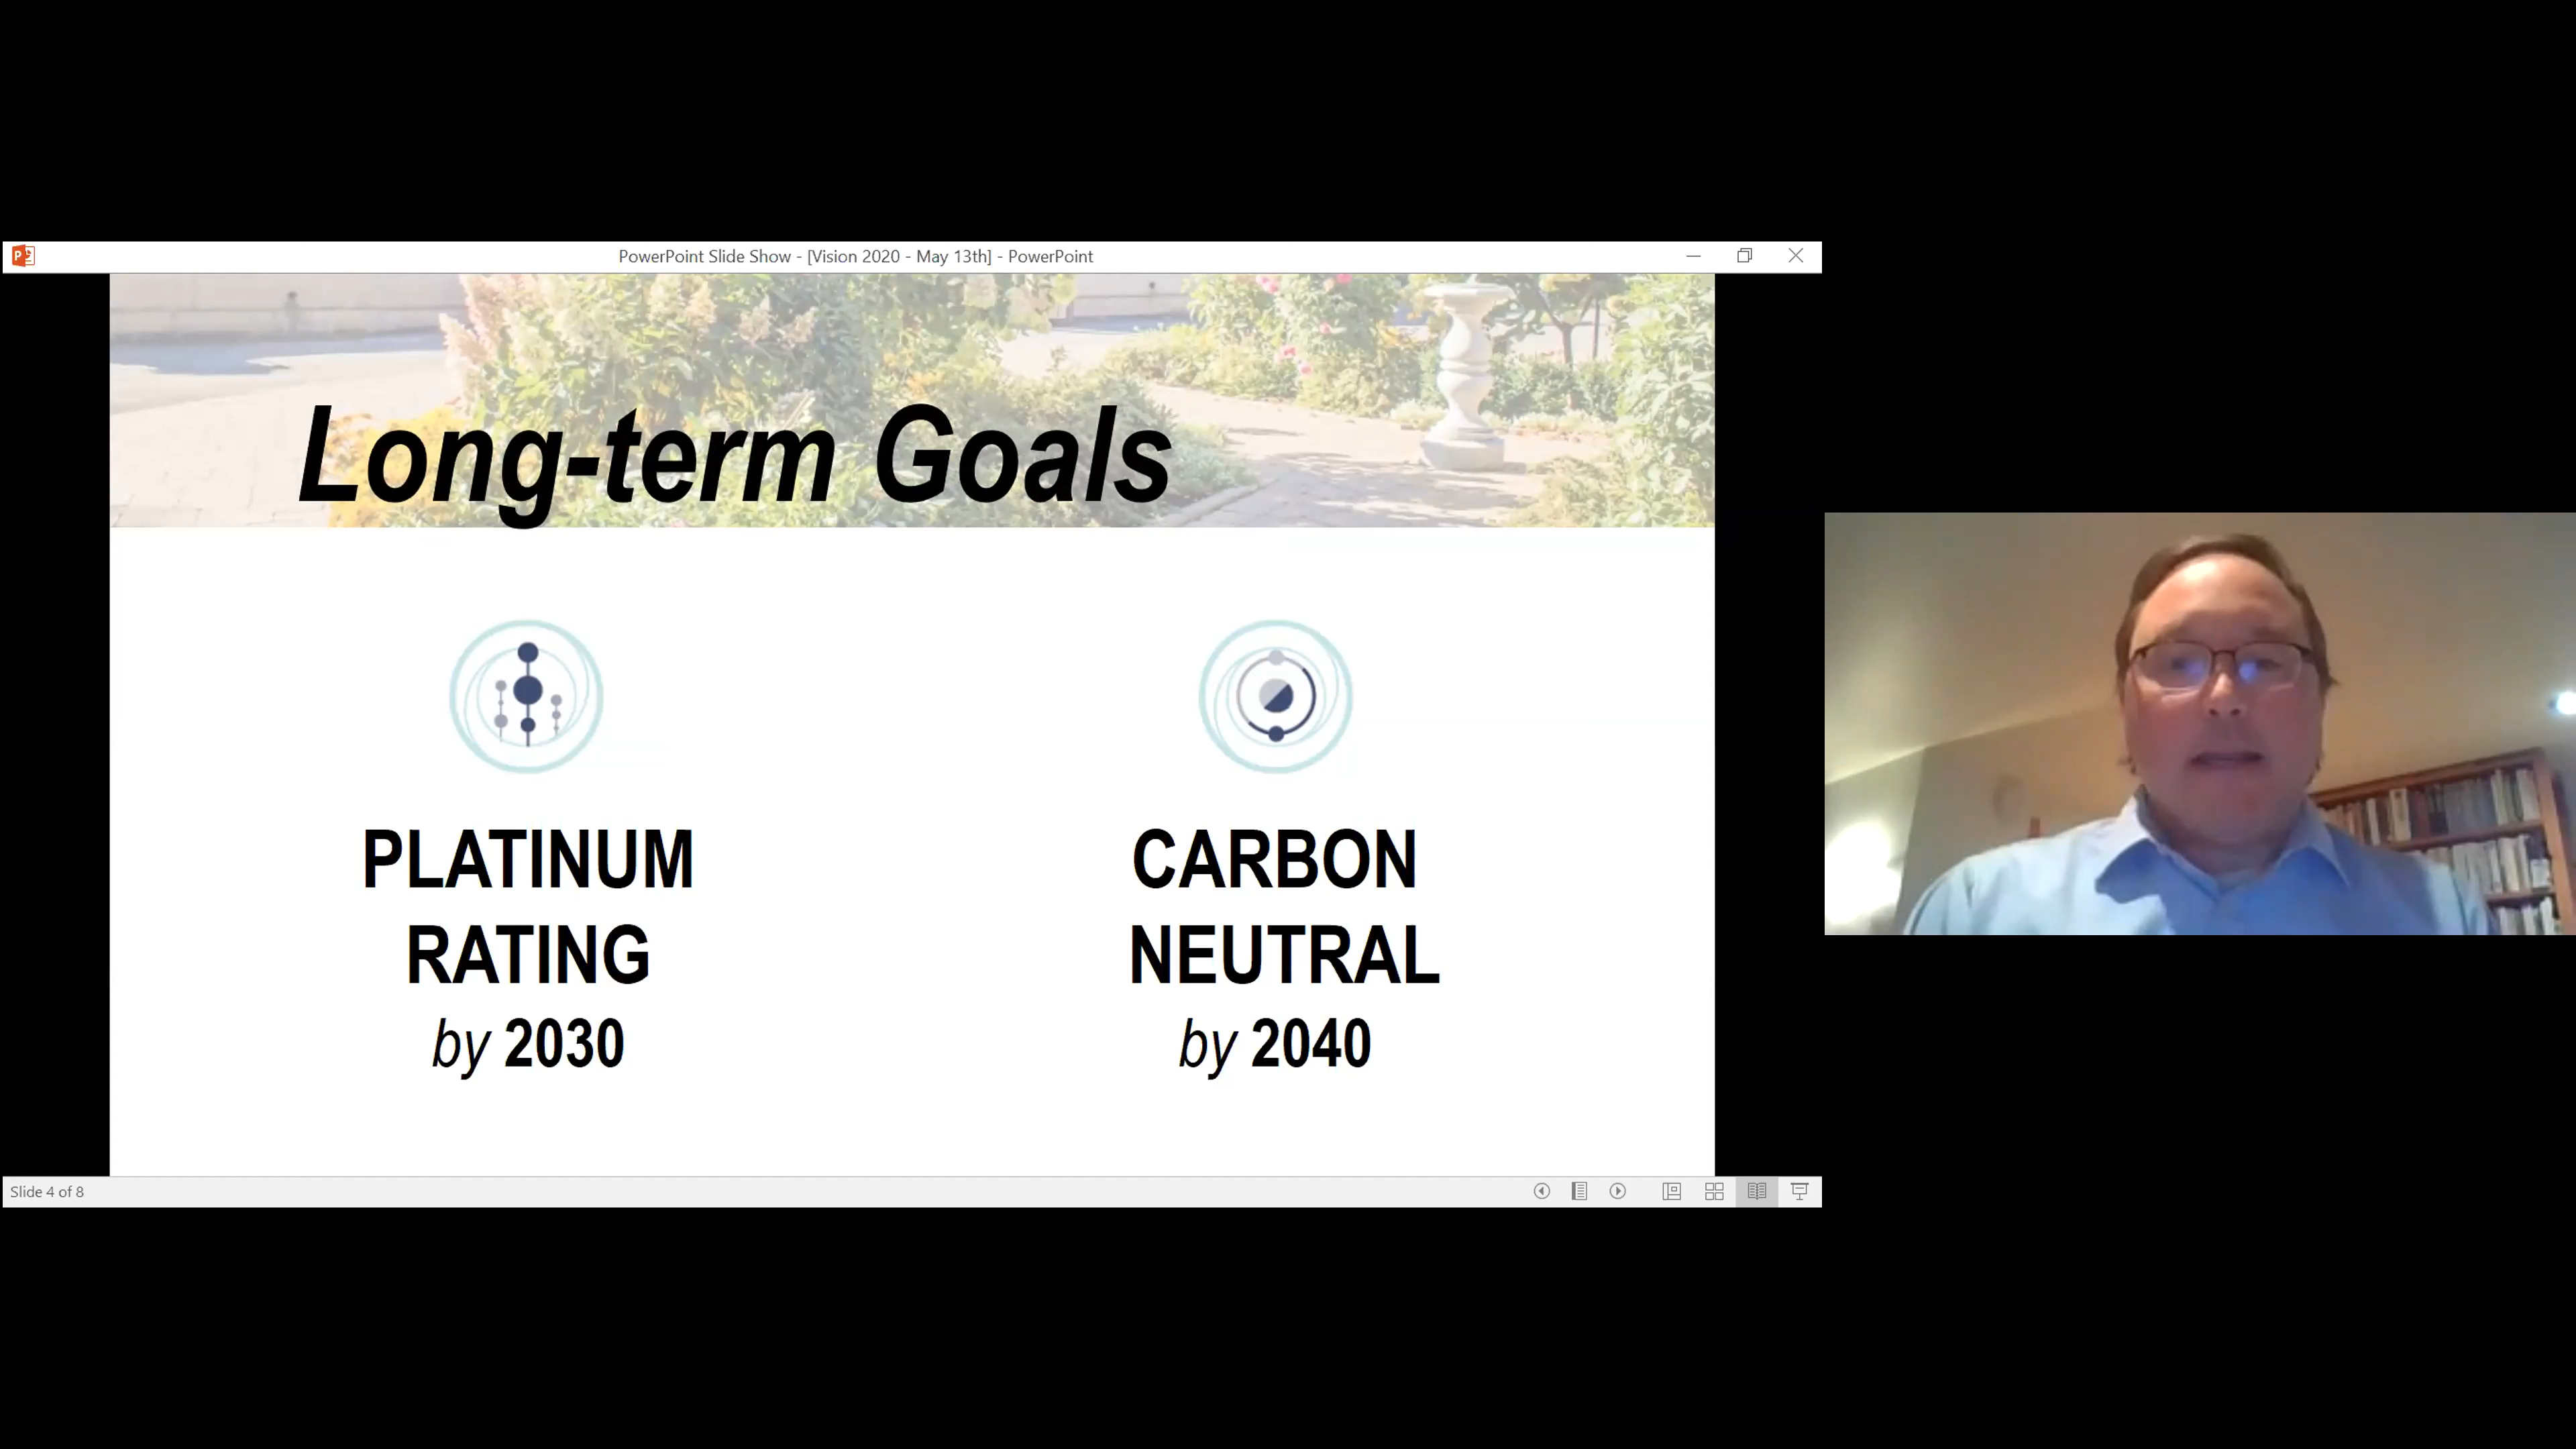 PowerPoint Slide Show - [Vision 2020 - May 13th] - PowerPoint
Long-term Goals
PLATINUM
RATING
by 2030
CARBON
NEUTRAL
by 2040
Slide 4 of 8